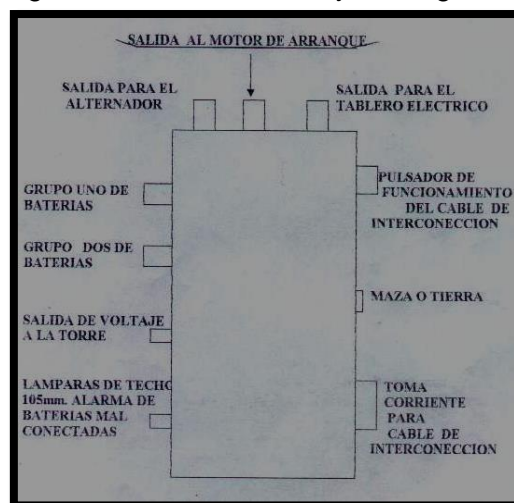 SALIDA AL MOTOR DE ARRANQUE
SALIDA PARA EL
ALTERNADOR
SALIDA PARA EL
TABLERO ELECTRICO
GRUPO UNO DE
BATERIAS
PULSADOR DE
FUNCIONAMIENTO
DEL CABLE DE
INTERCONECCION
GRUPO DOS DE
BATERIAS
MAZA O TIERRA
SALIDA DE VOLTAJE
A LA TORRE
LAMPARAS DE TECHO
105mm. ALARMA DE
BATERIAS MAL
CONECTADAS
TOMA
CORRIENTE
PARA
CABLE DE
INTERCONECCION